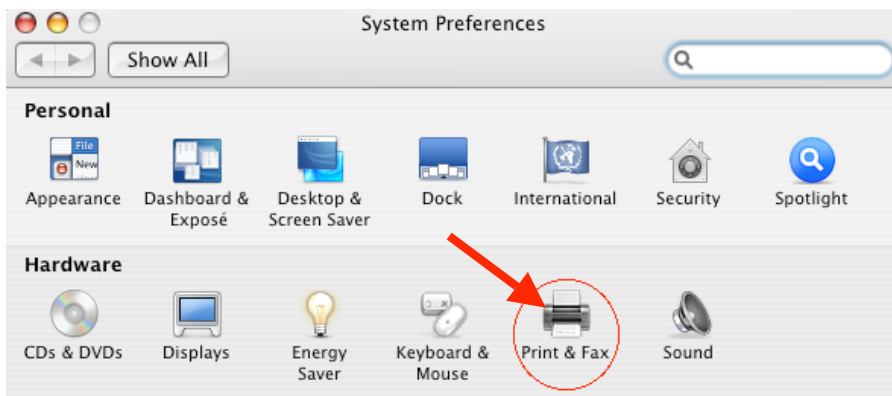 System Preferences
Show All
Personal
File
New
Appearance
Dashboard &
Exposé
Desktop &
Screen Saver
Dock
International
Security
Spotlight
Hardware
CDs & DVDs
Displays
Energy
Saver
Keyboard &
Mouse
Print & Fax
Sound